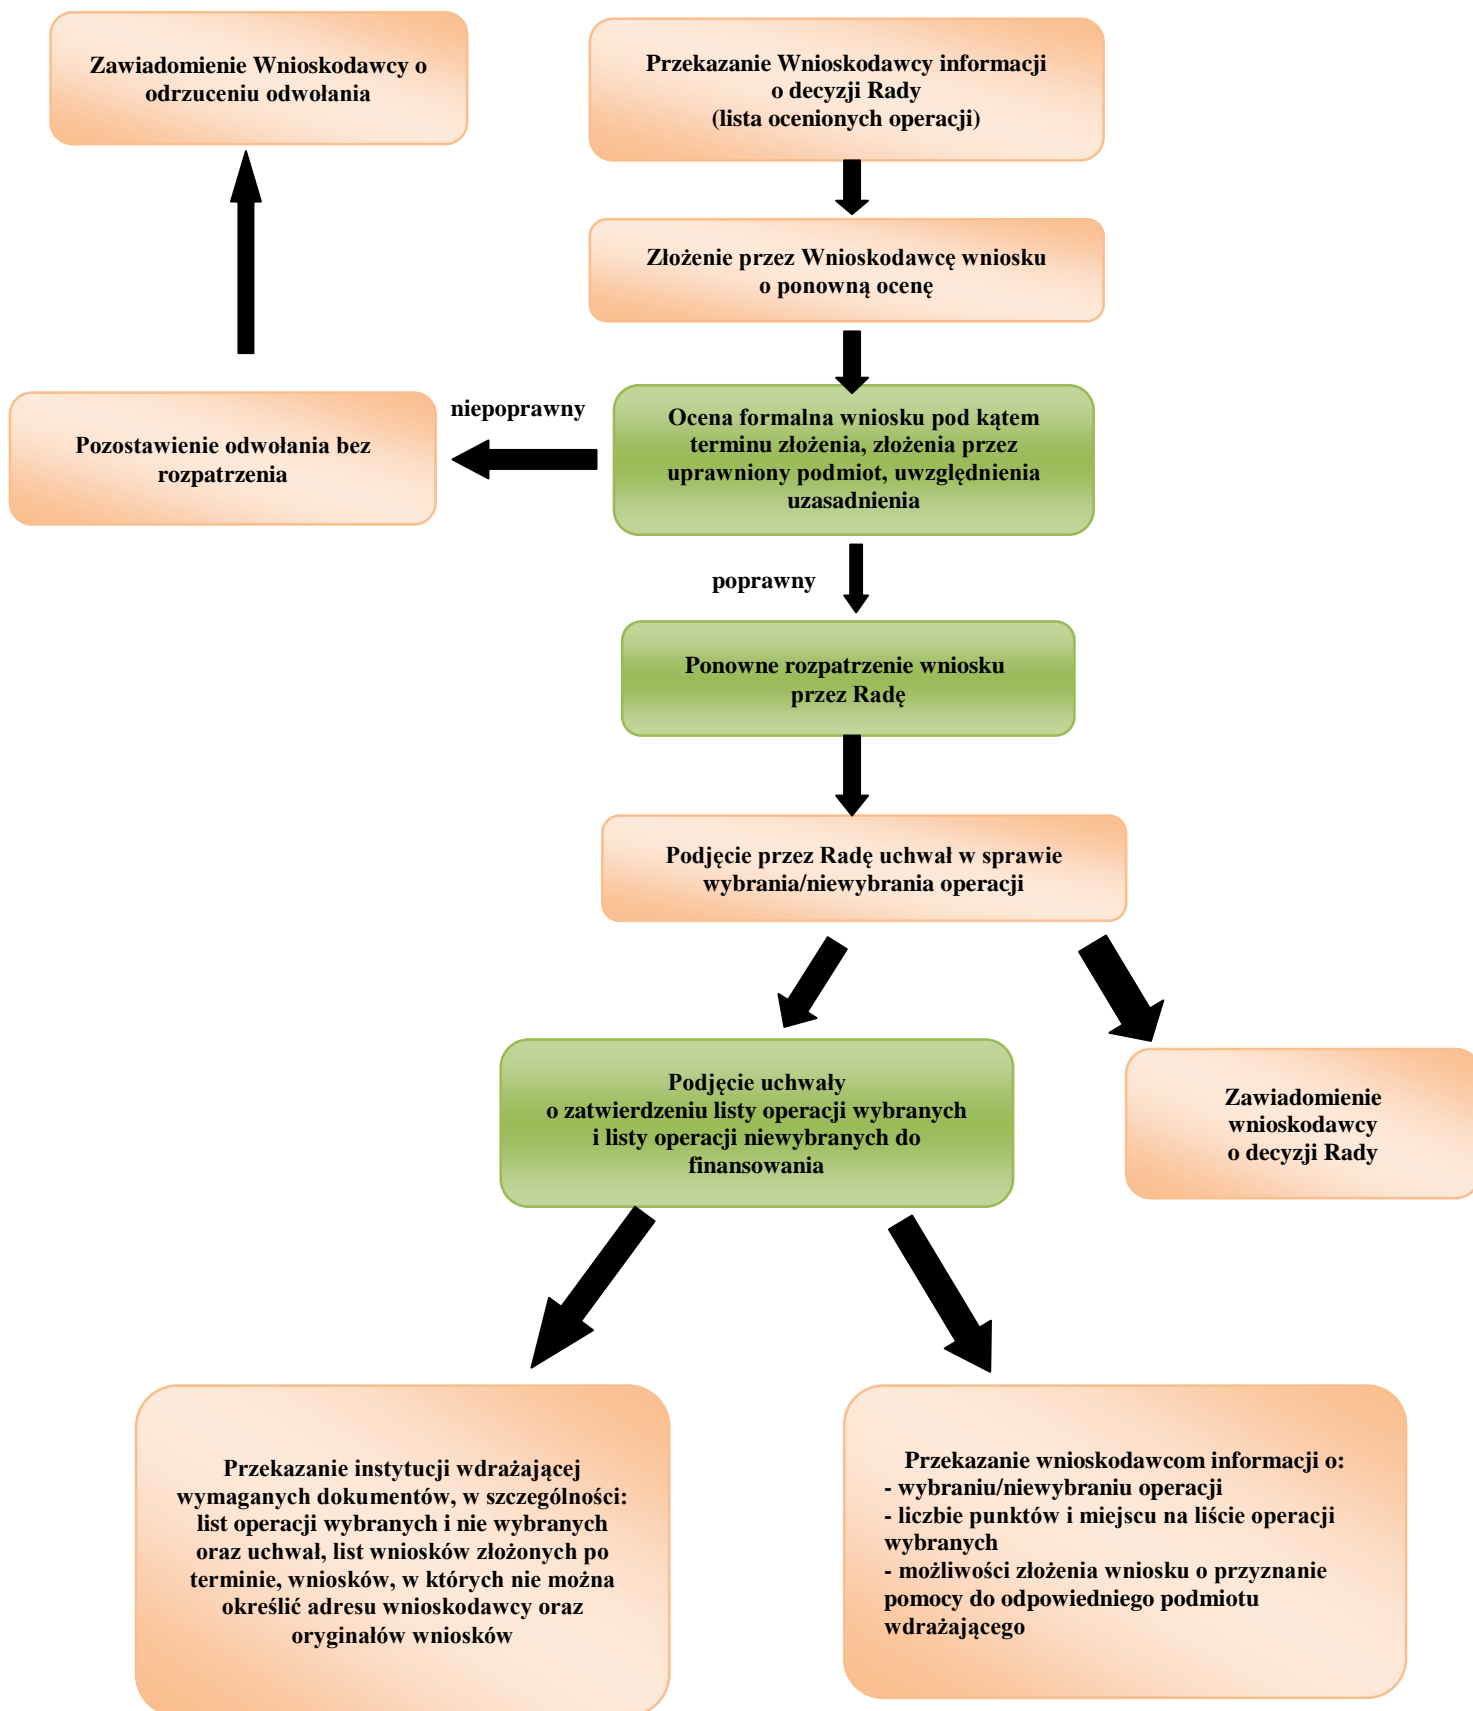 Zawiadomienie Wnioskodawcy o
odrzuceniu odwołania
Przekazanie Wnioskodawcy informacji
o decyzji Rady
(lista ocenionych operacji)
Złożenie przez Wnioskodawcę wniosku
o ponowną ocenę
Pozostawienie odwołania bez
rozpatrzenia
niepoprawny
Ocena formalna wniosku pod kątem
terminu złożenia, złożenia przez
uprawniony podmiot, uwzględnienia
uzasadnienia
poprawny
Ponowne rozpatrzenie wniosku
przez Radę
Podjęcie przez Radę uchwał w sprawie
wybrania/niewybrania operacji
Podjęcie uchwały
o zatwierdzeniu listy operacji wybranych
i listy operacji niewybranych do
finansowania
Zawiadomienie
wnioskodawcy
o decyzji Rady
Przekazanie instytucji wdrażającej
wymaganych dokumentów, w szczególności:
list operacji wybranych i nie wybranych
oraz uchwał, list wniosków złożonych po
terminie, wniosków, w których nie można
określić adresu wnioskodawcy oraz
oryginałów wniosków
Przekazanie wnioskodawcom informacji o:
- wybraniu/niewybraniu operacji
- liczbie punktów i miejscu na liście operacji
wybranych
- możliwości złożenia wniosku o przyznanie
pomocy do odpowiedniego podmiotu
wdrażającego